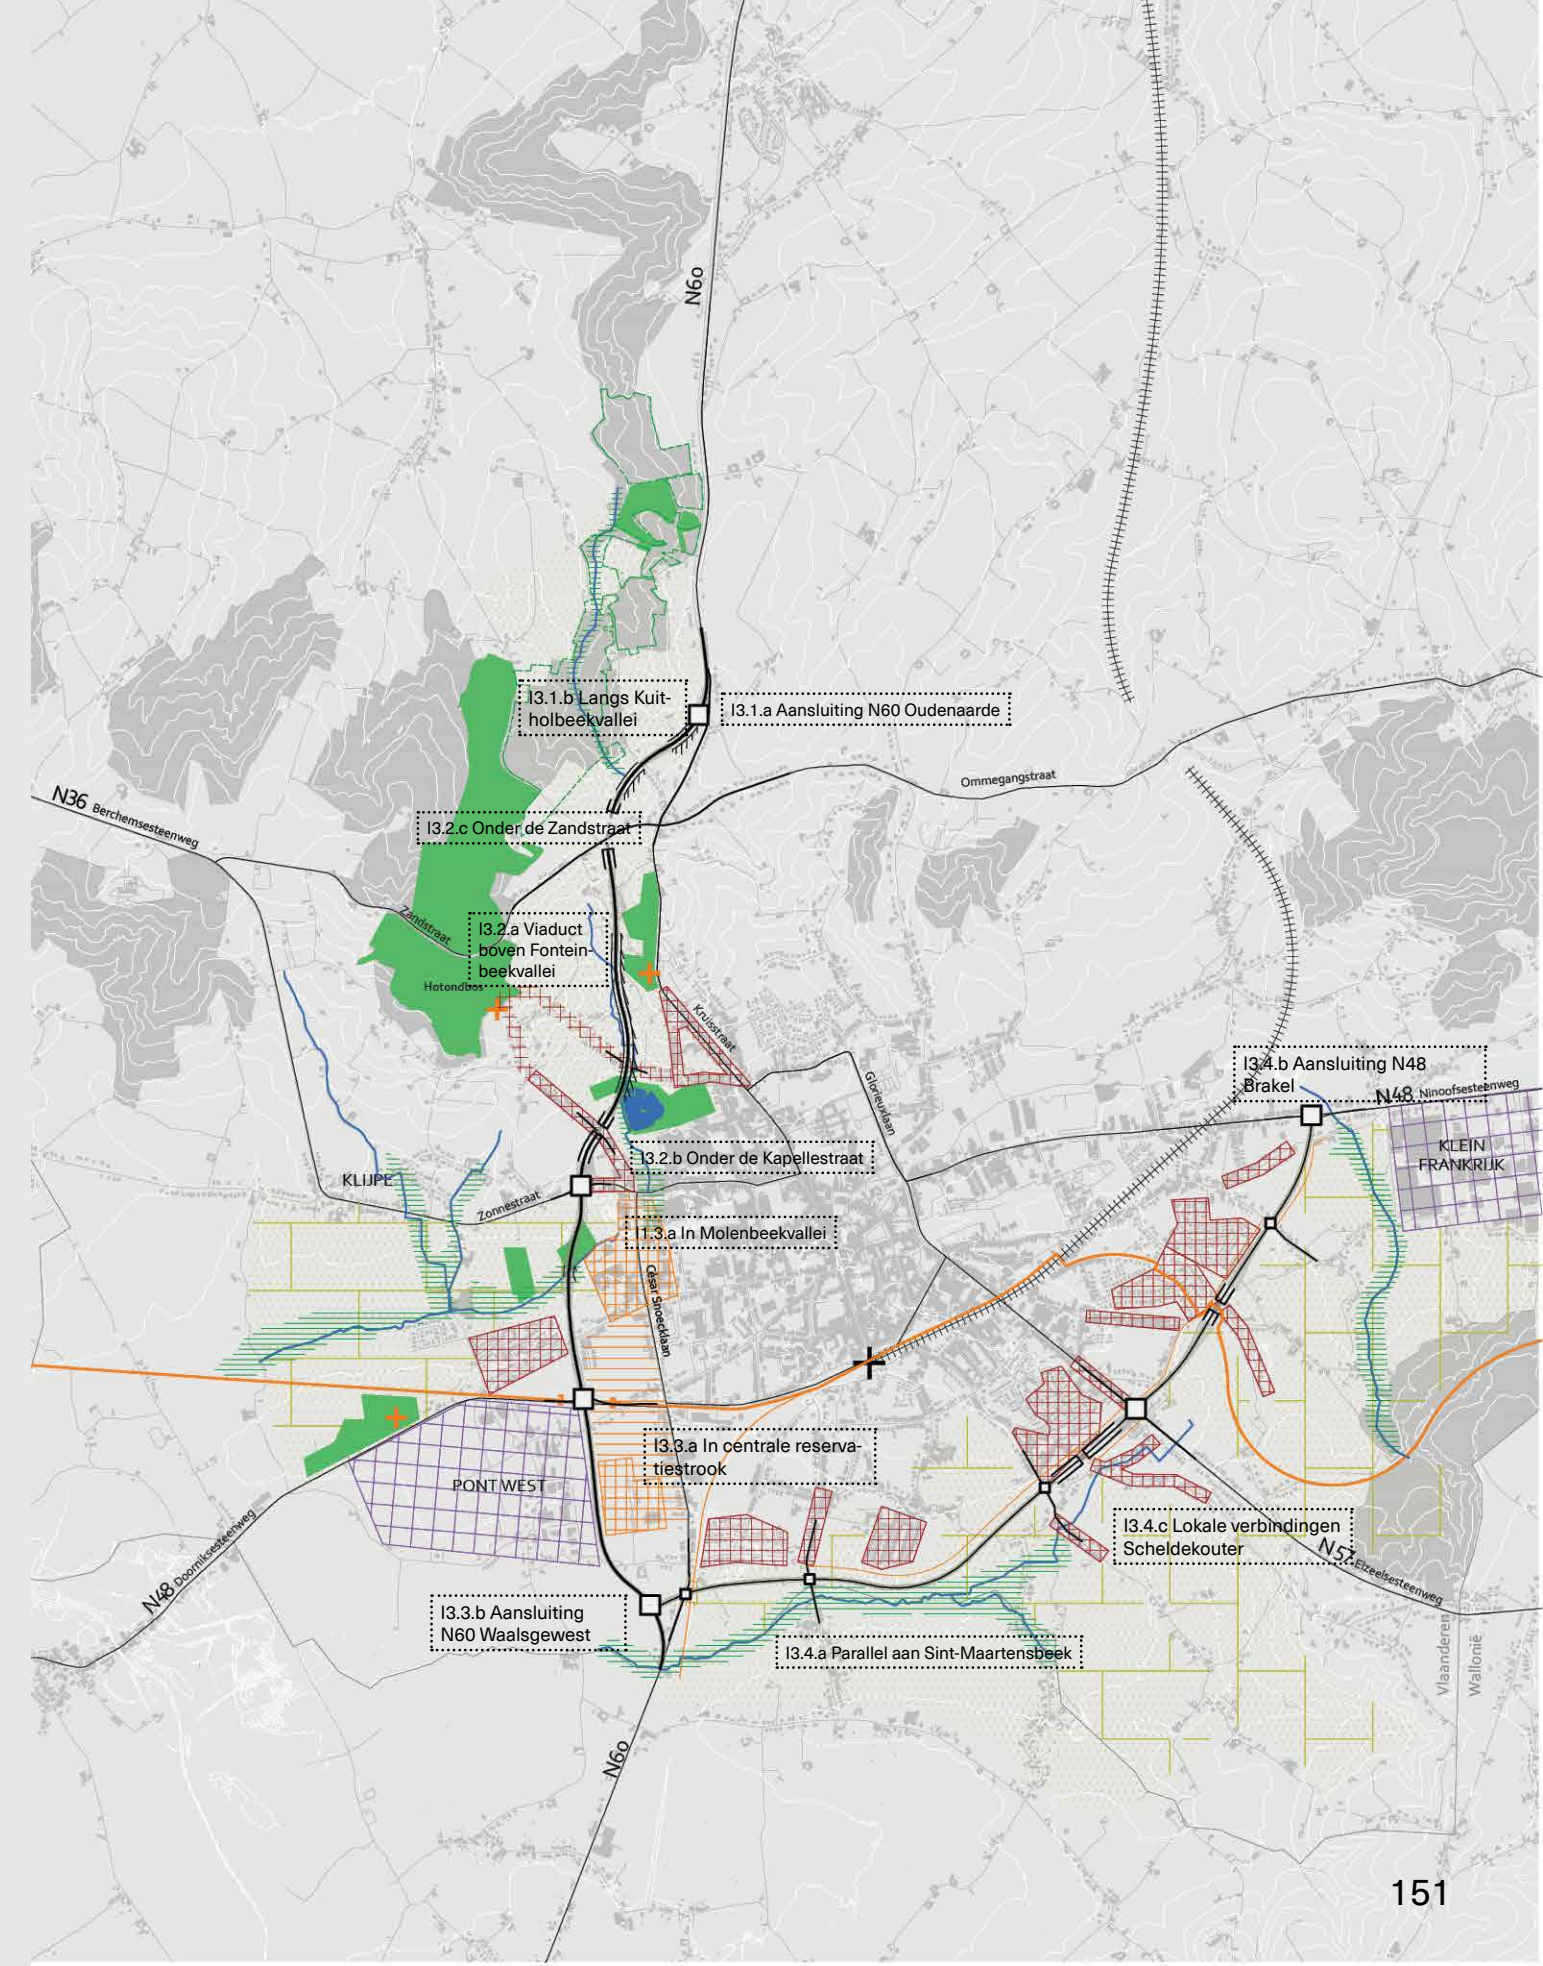 N60
I3.1.b Langs Kuit-
holbeekvallei
I3.1.a Aansluiting N60 Oudenaarde
Ommegangstraat
N36 Berchemsesteenweg
I3.2.c Onder de Zandstraat
Zandstraat
I3.2.a Viaduct
boven Fontein-
beekvallei
Hotondbos
Kruisstraat
Glorieuxlaan
I3.4.b Aansluiting N48
Brakel
N48 Ninoofsesteenweg
KLEIN
FRANKRIJK
I3.2.b Onder de Kapellestraat
KLIJPE
Zonnestraat
I1.3.a In Molenbeekvallei
César Snoecklaan
I3.3.a In centrale reserva-
tiestrook
PONT WEST
I3.4.c Lokale verbindingen
Scheldekouter
N57 Elzeelsesteenweg
N48 Doorniksesteenweg
I3.3.b Aansluiting
N60 Waalsgewest
I3.4.a Parallel aan Sint-Maartensbeek
Vlaanderen
Wallonië
N60
151